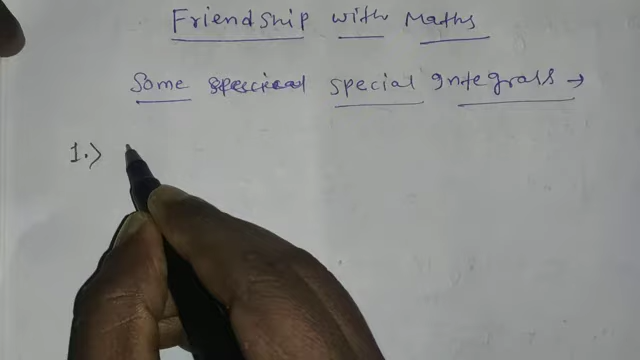 Friendship with Maths
Some special Integrals →
1.)